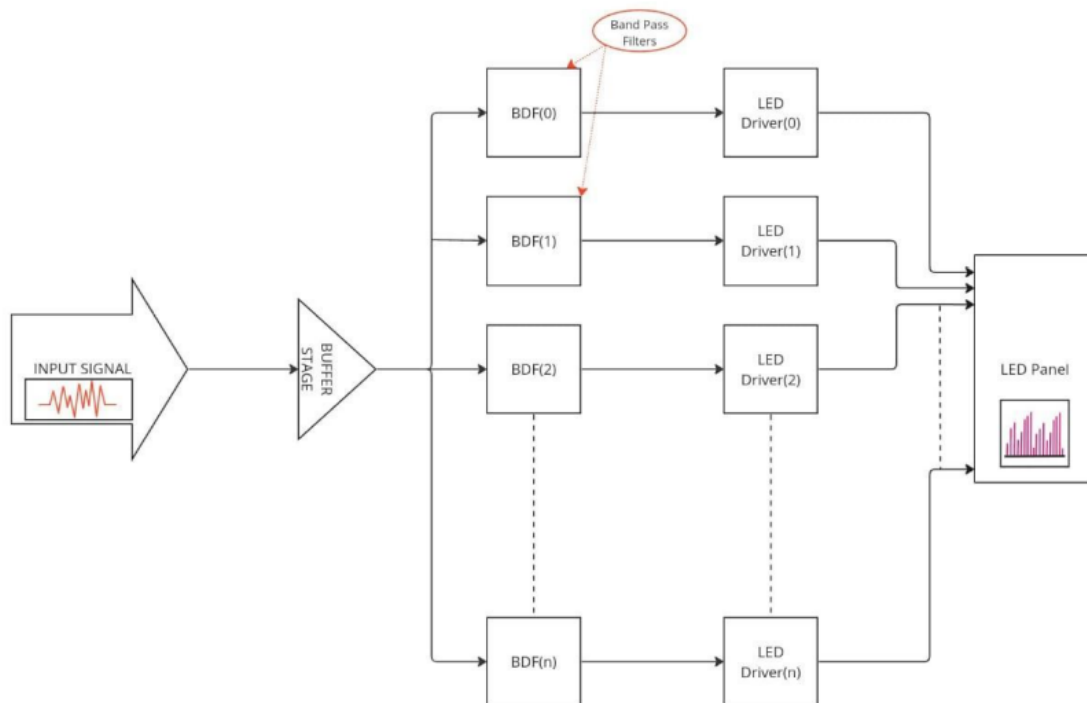 Band Pass
Filters
BDF(0)
LED
Driver(0)
BDF(1)
LED
Driver(1)
INPUT SIGNAL
BUFFER
STAGE
BDF(2)
LED
Driver(2)
LED Panel
BDF(n)
LED
Driver(n)